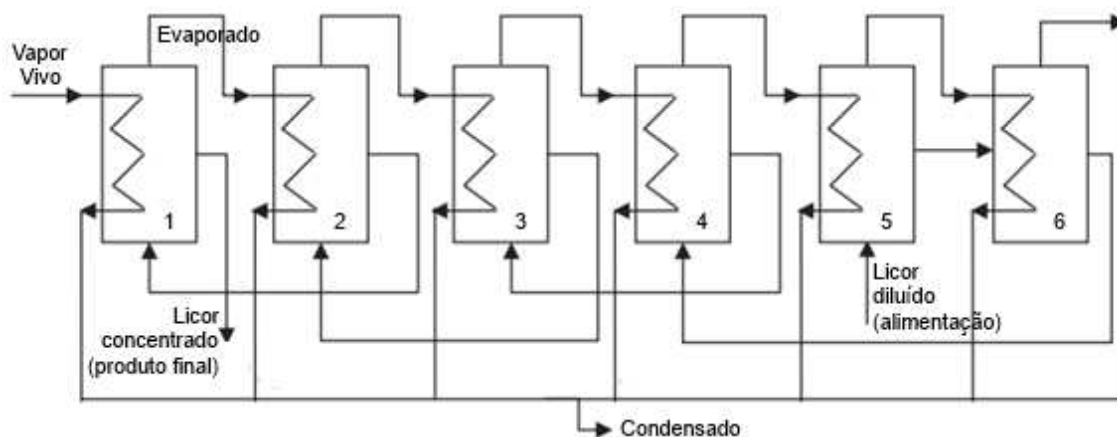 Evaporado
Vapor
Vivo
1
2
3
4
5
6
Licor
diluído
(alimentação)
Licor
concentrado
(produto final)
Condensado